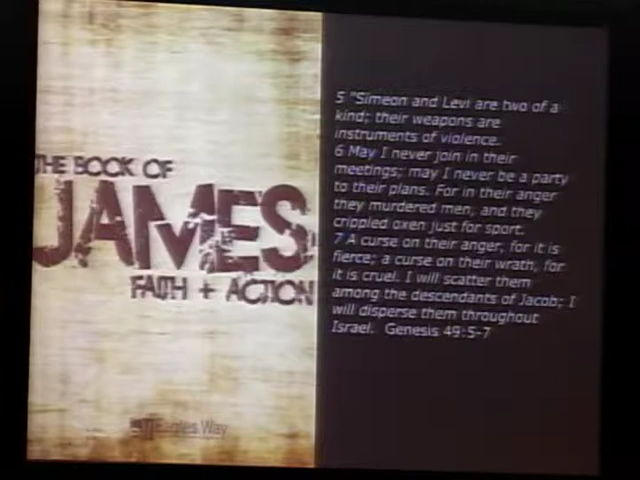 THE BOOK OF
JAMES
FAITH + ACTION
Eagles Way
5 "Simeon and Levi are two of a
kind; their weapons are
instruments of violence.
6 May I never join in their
meetings; may I never be a party
to their plans. For in their anger
they murdered men, and they
crippled oxen just for sport.
7 A curse on their anger, for it is
fierce; a curse on their wrath, for
it is cruel. I will scatter them
among the descendants of Jacob; I
will disperse them throughout
Israel. Genesis 49:5-7